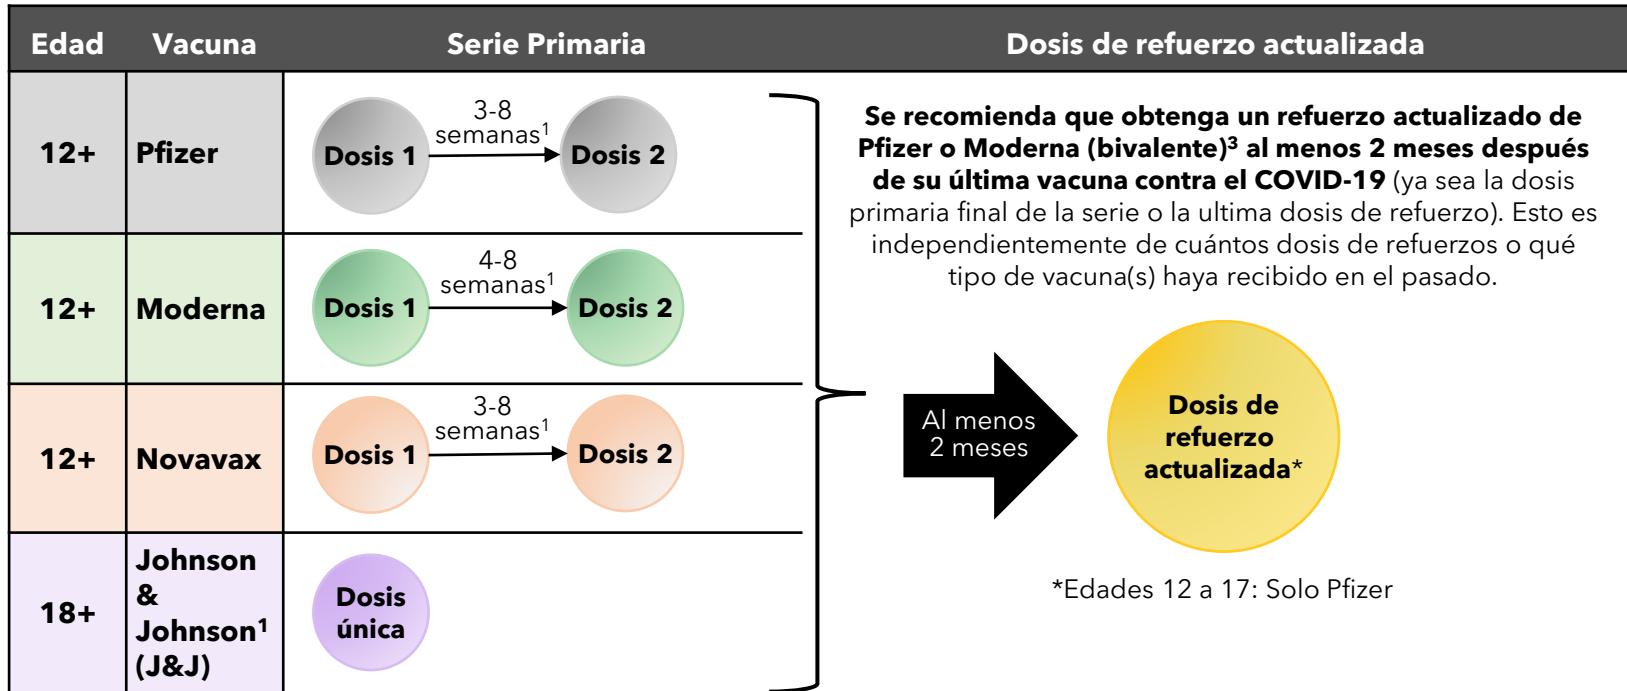 Edad Vacuna Serie Primaria Dosis de refuerzo actualizada
12+ Pfizer
Dosis 1
3-8
semanas¹
Dosis 2
12+ Moderna
Dosis 1
4-8
semanas¹
Dosis 2
12+ Novavax
Dosis 1
3-8
semanas¹
Dosis 2
18+
Johnson
&
Johnson¹
(J&J)
Dosis
única
Se recomienda que obtenga un refuerzo actualizado de
Pfizer o Moderna (bivalente)³ al menos 2 meses después
de su última vacuna contra el COVID-19 (ya sea la dosis
primaria final de la serie o la ultima dosis de refuerzo). Esto es
independientemente de cuántos dosis de refuerzos o qué
tipo de vacuna(s) haya recibido en el pasado.
Al menos
2 meses
Dosis de
refuerzo
actualizada*
*Edades 12 a 17: Solo Pfizer